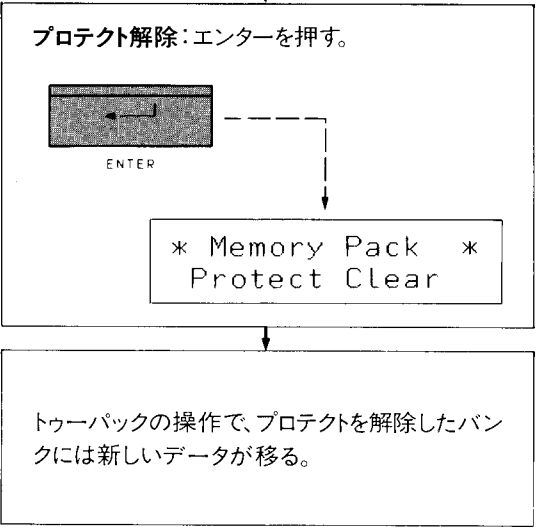 プロテクト解除：エンターを押す。
ENTER
* Memory Pack *
Protect Clear
トゥーパックの操作で、プロテクトを解除したバン
クには新しいデータが移る。